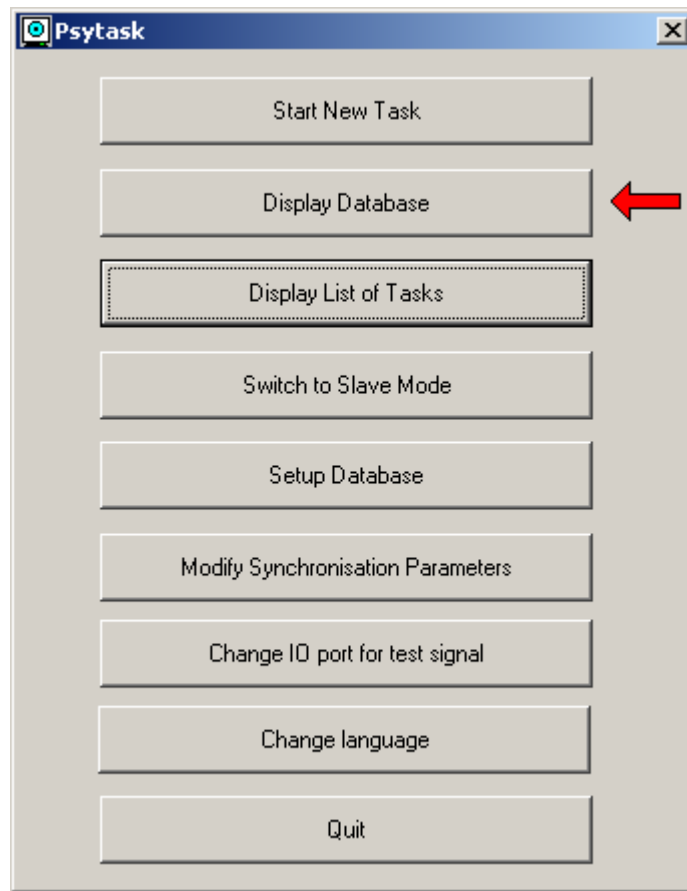 Psytask
Start New Task
Display Database
Display List of Tasks
Switch to Slave Mode
Setup Database
Modify Synchronisation Parameters
Change IO port for test signal
Change language
Quit